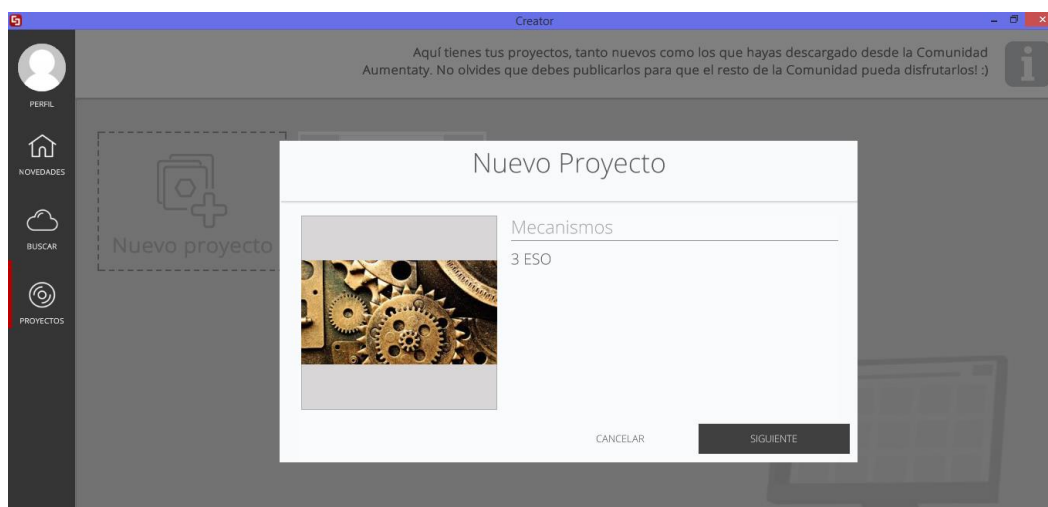 Creator
Aquí tienes tus proyectos, tanto nuevos como los que hayas descargado desde la Comunidad
Aumentaty. No olvides que debes publicarlos para que el resto de la Comunidad pueda disfrutarlos! :)
PERFIL
NOVEDADES
BUSCAR
PROYECTOS
Nuevo proyecto
Nuevo Proyecto
Mecanismos
3 ESO
CANCELAR
SIGUIENTE